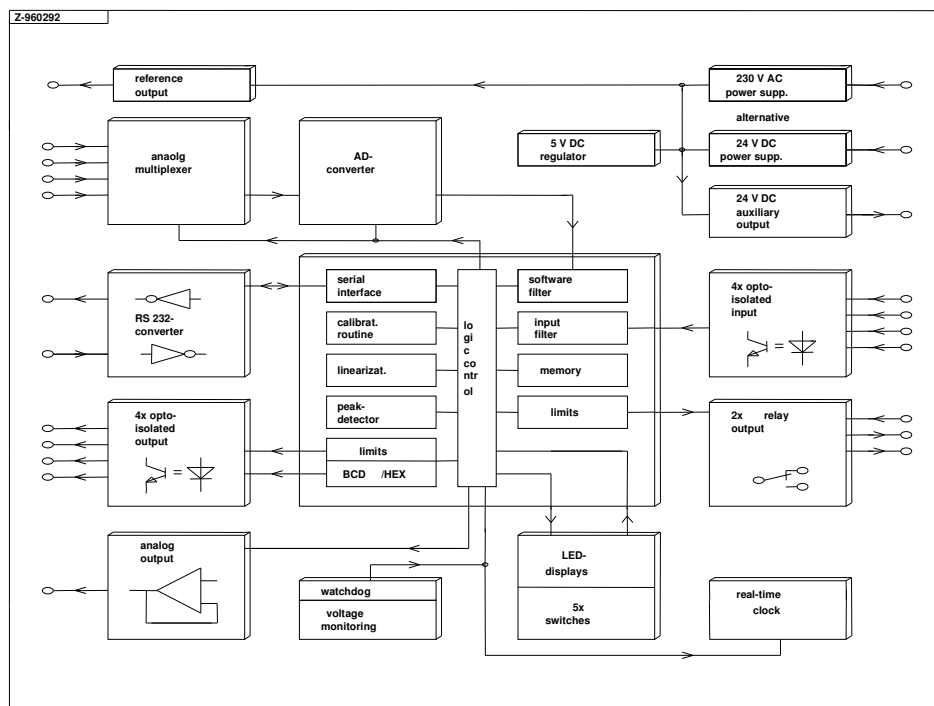 Z-960292
reference
output
230 V AC
power supp.
alternative
anaolg
multiplexer
AD-
converter
5 V DC
regulator
24 V DC
power supp.
24 V DC
auxiliary
output
RS 232-
converter
serial
interface
calibrat.
routine
linearizat.
peak-
detector
limits
BCD /HEX
lo
gi
c
co
ntr
ol
software
filter
input
filter
memory
limits
4x opto-
isolated
input
4x opto-
isolated
output
2x relay
output
analog
output
watchdog
voltage
monitoring
LED-
displays
5x
switches
real-time
clock